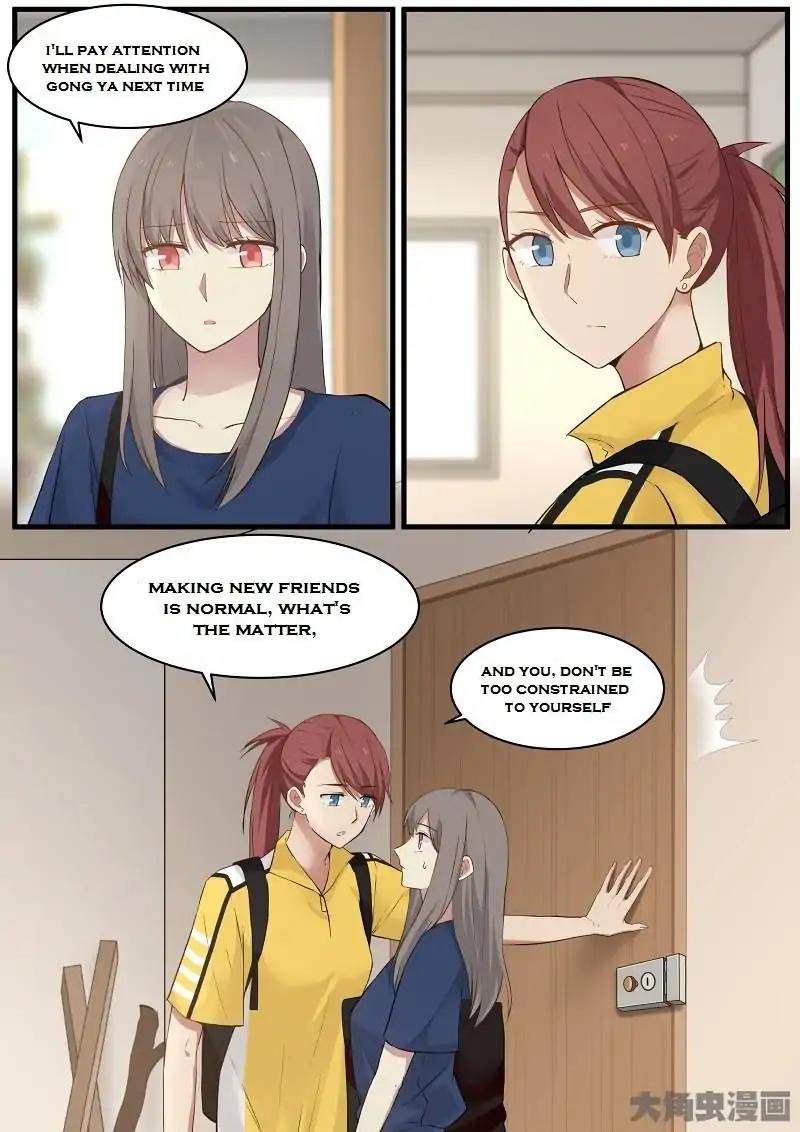 I'LL PAY ATTENTION
WHEN DEALING WITH
GONG YA NEXT TIME
MAKING NEW FRIENDS
IS NORMAL, WHAT'S
THE MATTER,
AND YOU, DON'T BE
TOO CONSTRAINED
TO YOURSELF
大角虫漫画